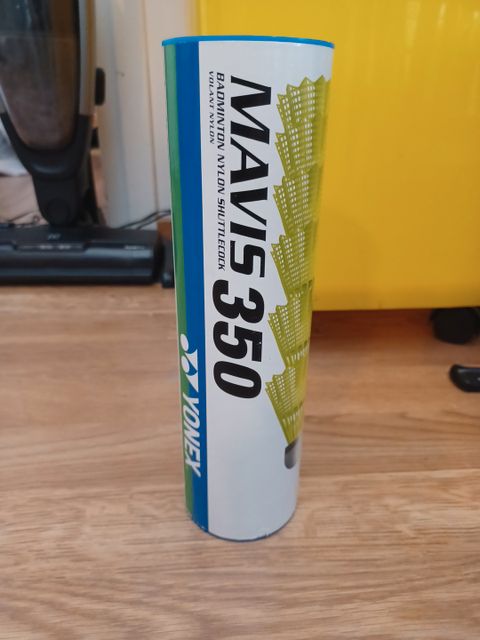 MAVIS 350
BADMINTON NYLON SHUTTLECOCK
VOLANT NYLON
YONEX